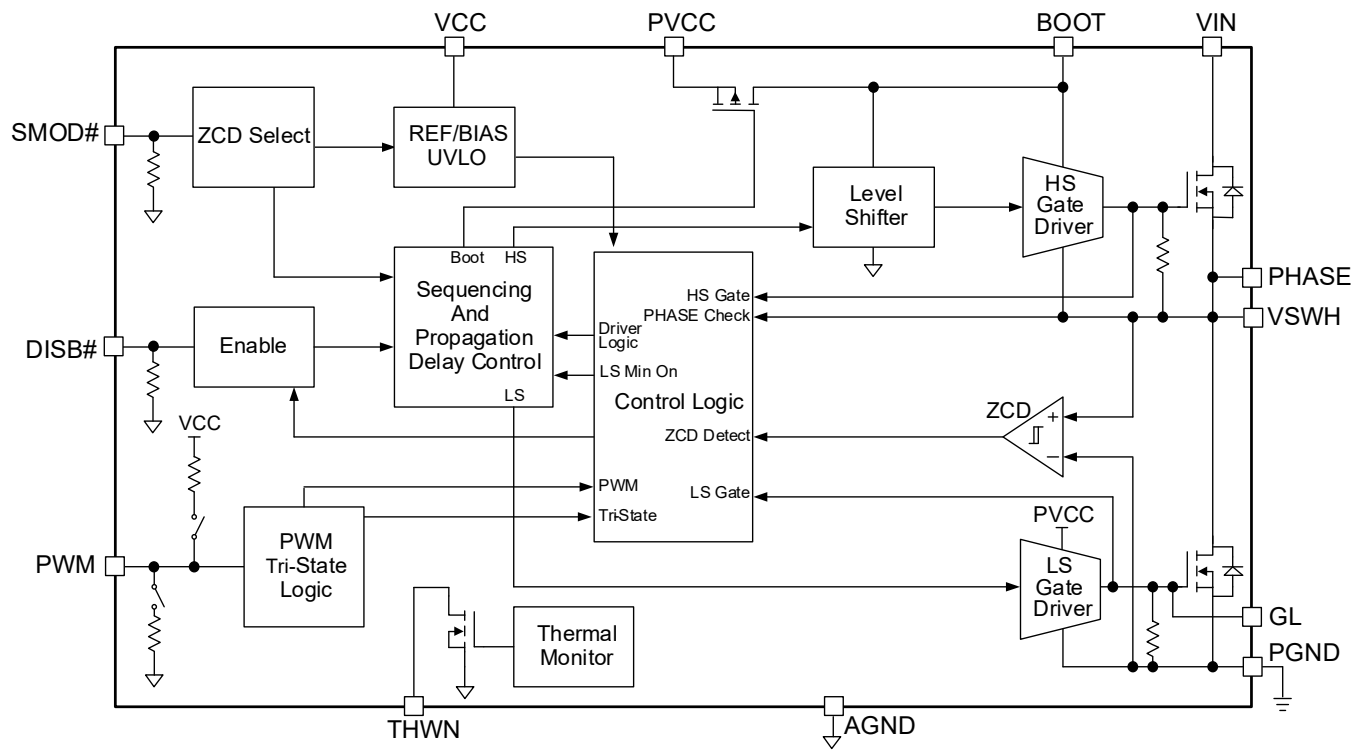 VCC
PVCC
BOOT
VIN
SMOD#
ZCD Select
REF/BIAS
UVLO
Level
Shifter
HS
Gate
Driver
Boot
HS
Sequencing
And
Propagation
Delay Control
LS
HS Gate
PHASE Check
Driver
Logic
LS Min On
Control Logic
ZCD Detect
LS Gate
PWM
Tri-State
PHASE
VSWH
DISB#
Enable
ZCD
+
–
VCC
PWM
PWM
Tri-State
Logic
PVCC
LS
Gate
Driver
GL
PGND
Thermal
Monitor
THWN
AGND